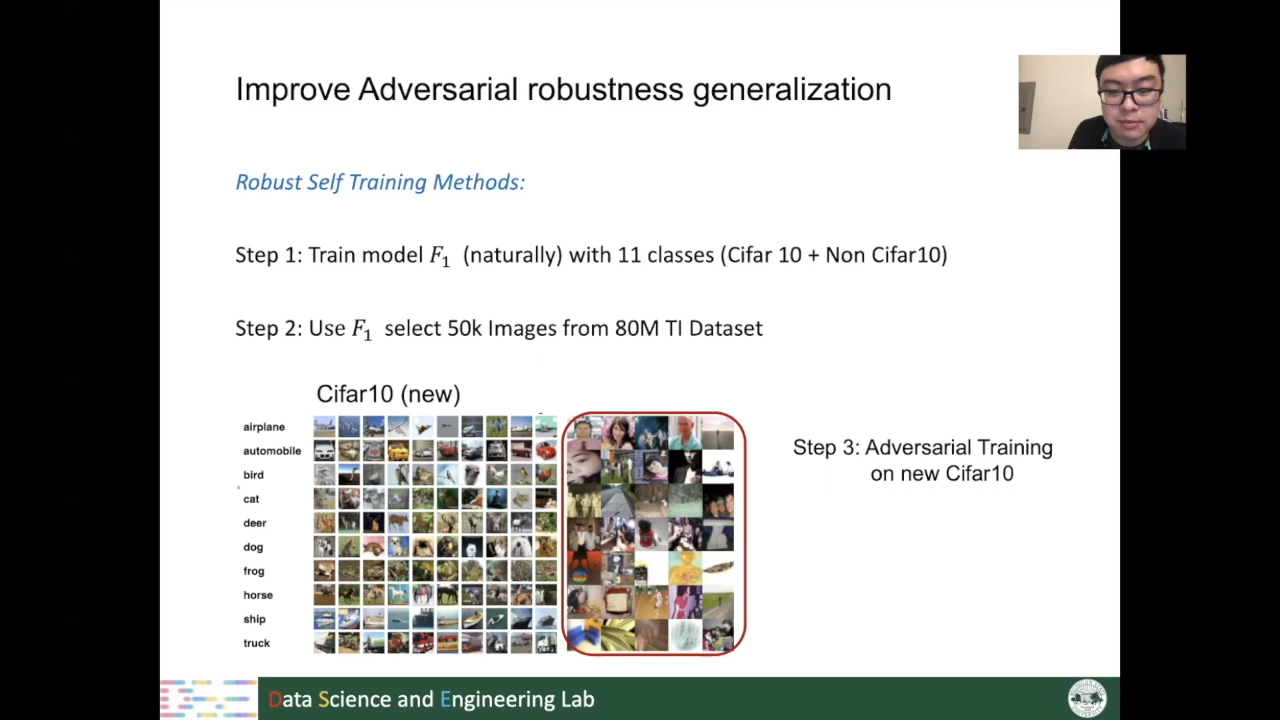 Improve Adversarial robustness generalization
Robust Self Training Methods:
Step 1: Train model F₁ (naturally) with 11 classes (Cifar 10 + Non Cifar10)
Step 2: Use F₁ select 50k Images from 80M TI Dataset
Cifar10 (new)
airplane
automobile
bird
cat
deer
dog
frog
horse
ship
truck
Step 3: Adversarial Training
on new Cifar10
Data Science and Engineering Lab